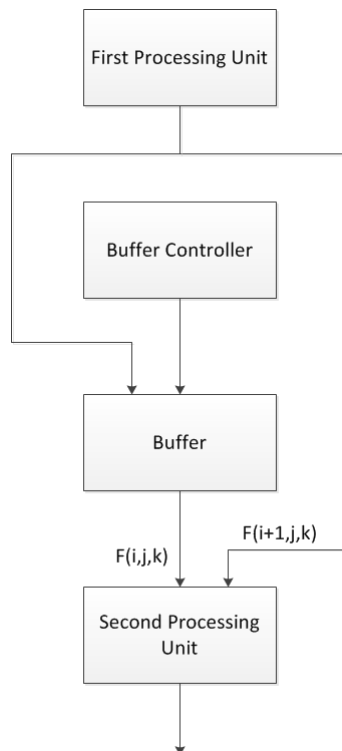 First Processing Unit
Buffer Controller
Buffer
F(i,j,k)
F(i+1,j,k)
Second Processing
Unit